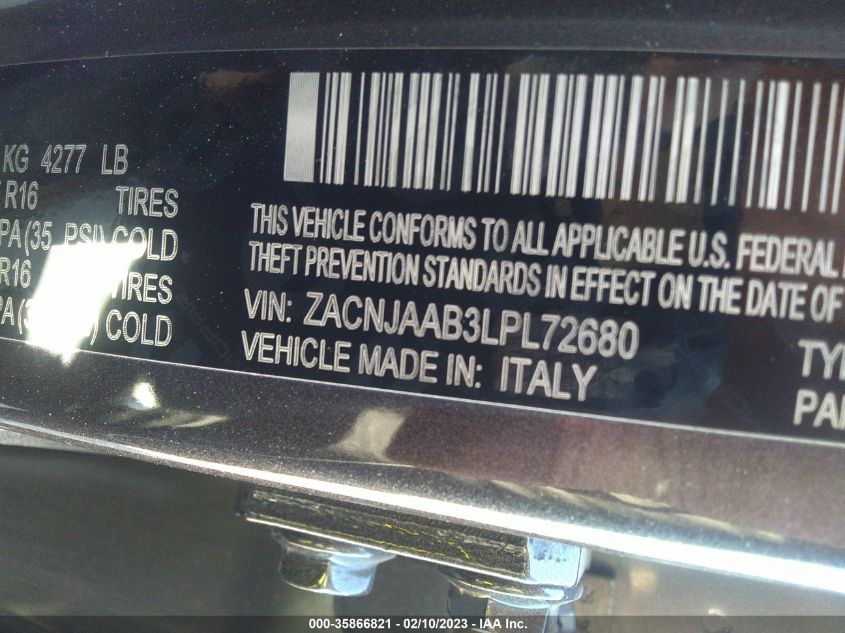 KG 4277 LB
R16 TIRES
PA (35 PSI) COLD
R16 TIRES
COLD
THIS VEHICLE CONFORMS TO ALL APPLICABLE U.S. FEDERAL
THEFT PREVENTION STANDARDS IN EFFECT ON THE DATE OF
VIN: ZACNJAAB3LPL72680
VEHICLE MADE IN: ITALY
000-35866821 - 02/10/2023 - IAA Inc.